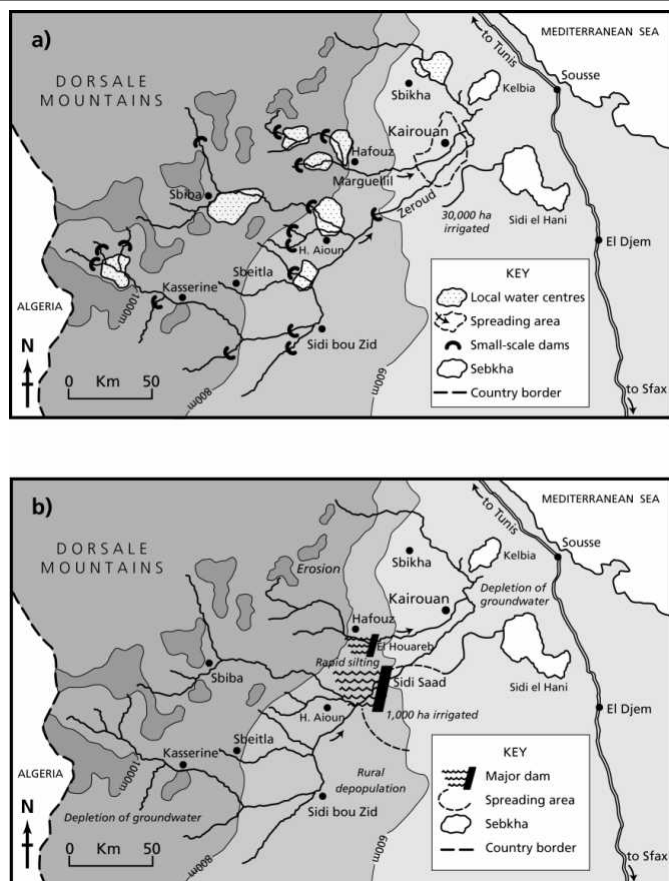 a)
MEDITERRANEAN SEA
to Tunis
DORSALE
MOUNTAINS
Sousse
Sbikha
Kelbia
Kairouan
Hafouz
Marguellil
Sbiba
Zeroud
30,000 ha
irrigated
Sidi el Hani
H. Aioun
El Djem
Sbeitla
Kasserine
ALGERIA
1000m
Sidi bou Zid
800m
600m
N
0 Km 50
KEY
Local water centres
Spreading area
Small-scale dams
Sebkha
Country border
to Sfax
b)
MEDITERRANEAN SEA
to Tunis
DORSALE
MOUNTAINS
Sousse
Erosion
Sbikha
Kelbia
Kairouan
Depletion of
groundwater
Hafouz
El Houareb
Rapid silting
Sbiba
Sidi Saad
Sidi el Hani
H. Aioun
1,000 ha irrigated
El Djem
Sbeitla
Kasserine
ALGERIA
1000m
Rural
depopulation
Sidi bou Zid
Depletion of groundwater
800m
600m
N
0 Km 50
KEY
Major dam
Spreading area
Sebkha
Country border
to Sfax